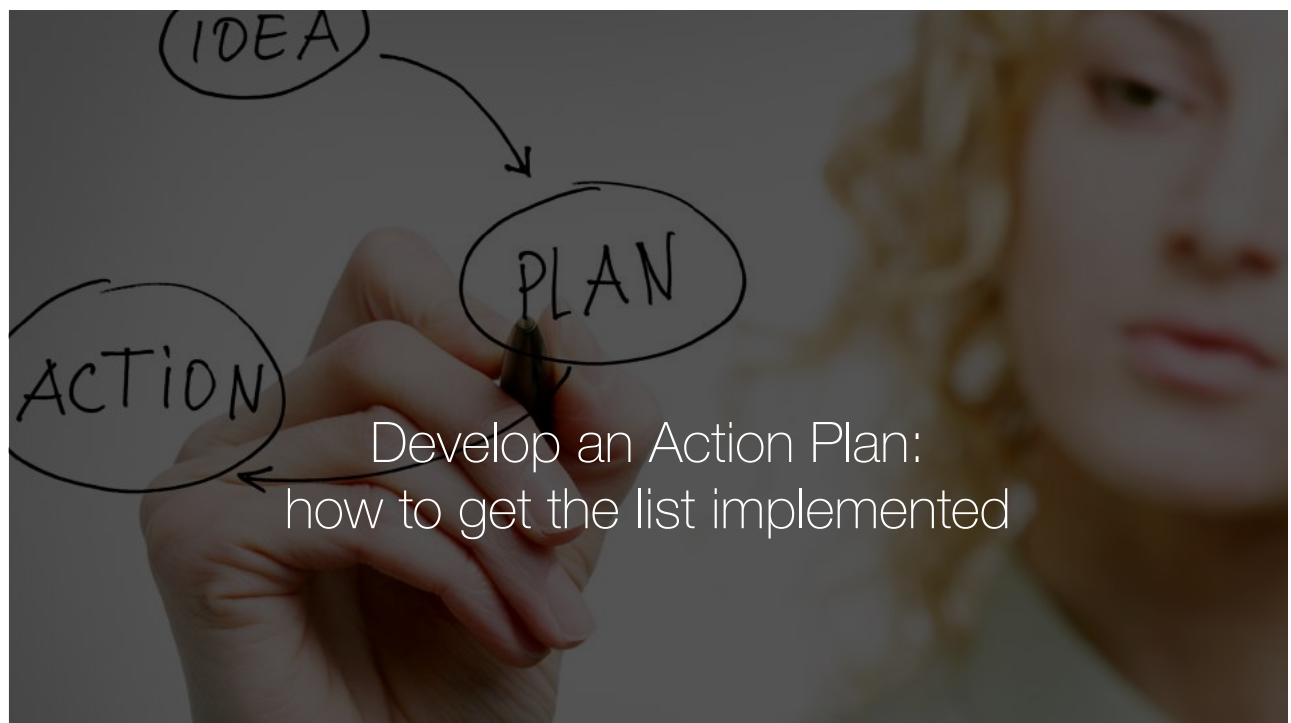 IDEA
PLAN
ACTION
Develop an Action Plan:
how to get the list implemented